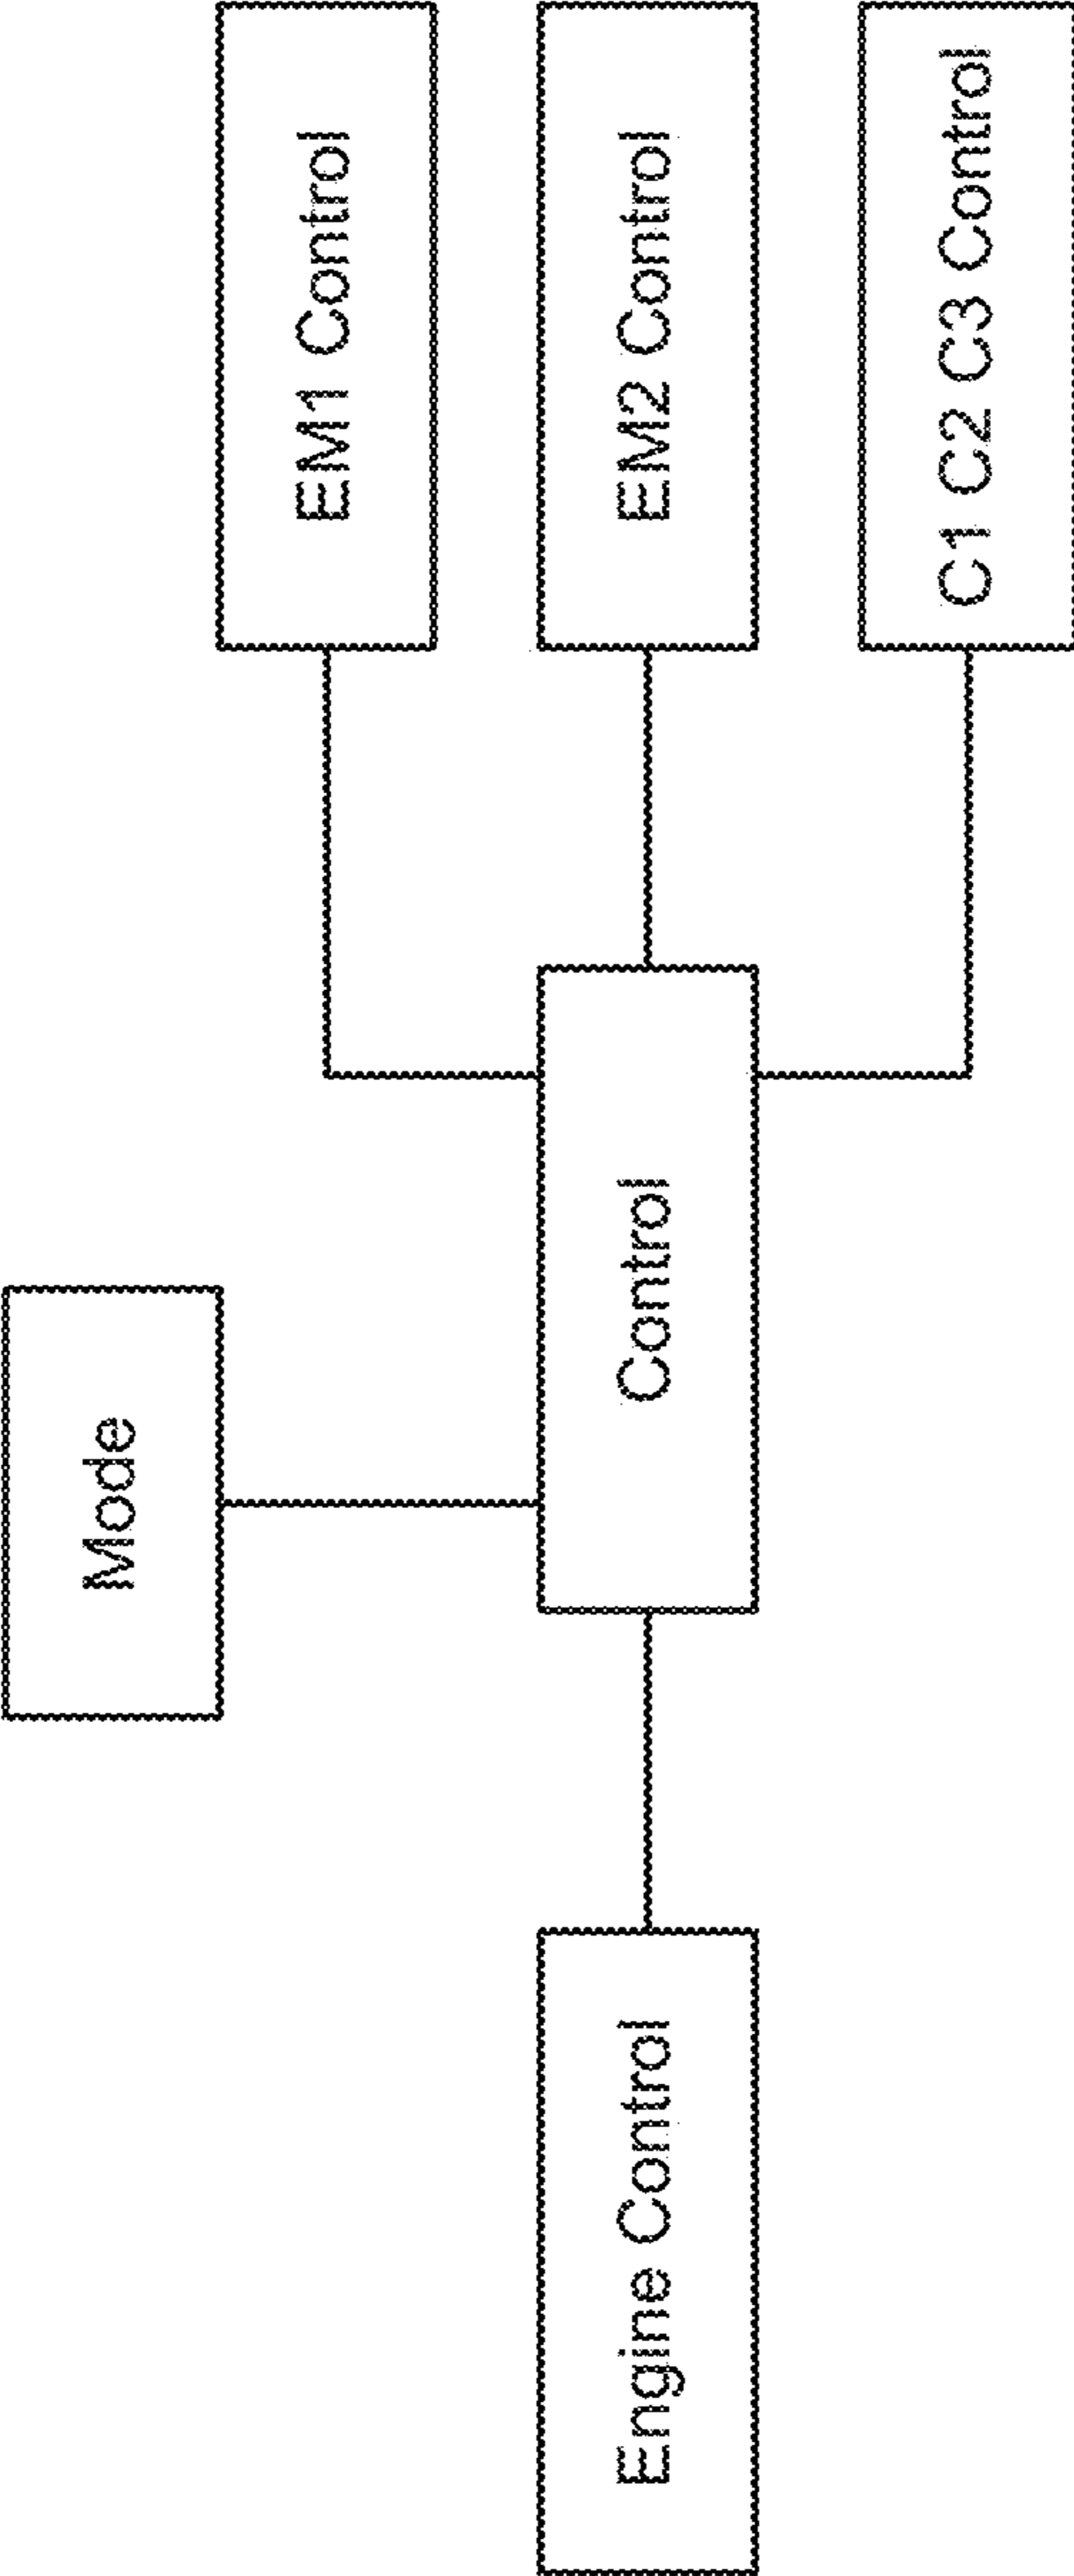 Mode
EM1 Control
Engine Control
Control
EM2 Control
C1 C2 C3 Control